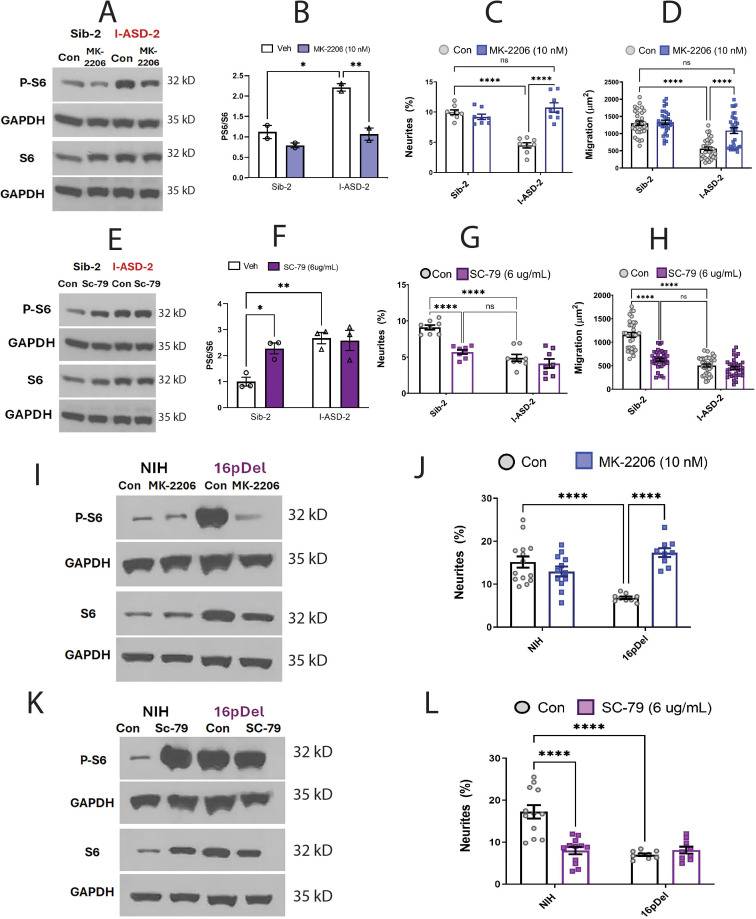 A
Sib-2 I-ASD-2
Con MK-2206 Con MK-2206
P-S6 32 kD
GAPDH 35 kD
S6 32 kD
GAPDH 35 kD
B
Veh MK-2206 (10 nM)
* **
PS6/S6
2.5
2.0
1.5
1.0
0.5
0.0
Sib-2 I-ASD-2
C
Con MK-2206 (10 nM)
ns
**** ****
Neurites (%)
15
10
5
0
Sib-2
I-ASD-2
D
Con MK-2206 (10 nM)
ns
**** ****
Migration (μm²)
2500
2000
1500
1000
500
0
Sib-2
I-ASD-2
E
Sib-2 I-ASD-2
Con Sc-79 Con Sc-79
P-S6 32 kD
GAPDH 35 kD
S6 32 kD
GAPDH 35 kD
F
Veh SC-79 (6ug/mL)
**
*
PS6/S6
4
3
2
1
0
Sib-2 I-ASD-2
G
Con SC-79 (6 ug/mL)
****
**** ns
Neurites (%)
15
10
5
0
Sib-2
I-ASD-2
H
Con SC-79 (6 ug/mL)
****
**** ns
Migration (μm²)
2000
1500
1000
500
0
Sib-2
I-ASD-2
I
NIH 16pDel
Con MK-2206 Con MK-2206
P-S6 32 kD
GAPDH 35 kD
S6 32 kD
GAPDH 35 kD
J
Con MK-2206 (10 nM)
**** ****
Neurites (%)
30
20
10
0
NIH
16pDel
K
NIH 16pDel
Con Sc-79 Con SC-79
P-S6 32 kD
GAPDH 35 kD
S6 32 kD
GAPDH 35 kD
L
Con SC-79 (6 ug/mL)
****
****
Neurites (%)
30
20
10
0
NIH
16pDel